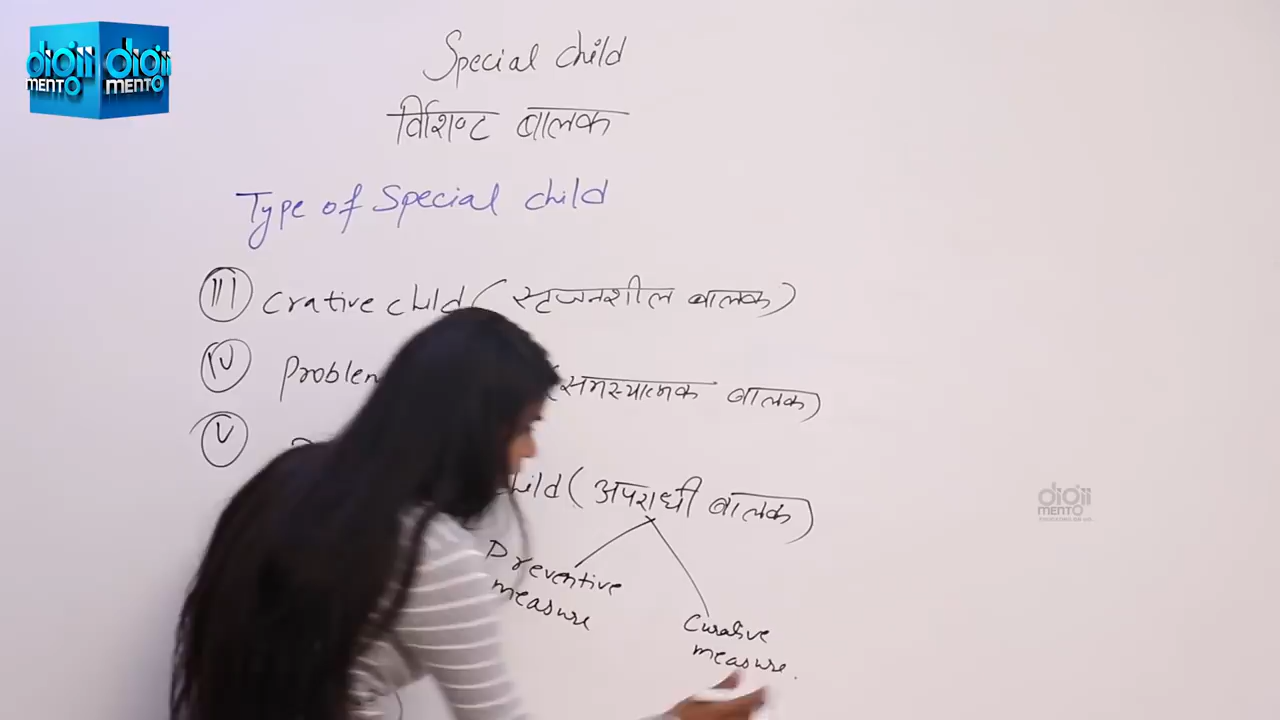 Special child
विशिष्ट बालक
Type of Special child
III crative child ( सृजनशील बालक )
IV Problem ( समस्यात्मक बालक )
V
child ( अपराधी बालक )
Preventive
measure
Curative
measure.
digii
MENTO
digii
MENTO
digii
MENTO